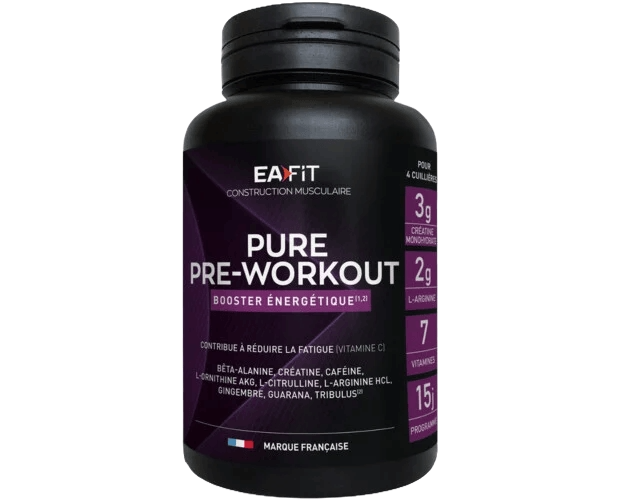 EAFIT
CONSTRUCTION MUSCULAIRE
PURE
PRE-WORKOUT
BOOSTER ÉNERGÉTIQUE[1,2]
CONTRIBUE À RÉDUIRE LA FATIGUE (VITAMINE C)
BÊTA-ALANINE, CRÉATINE, CAFÉINE,
L-ORNITHINE AKG, L-CITRULLINE, L-ARGININE HCL,
GINGEMBRE, GUARANA, TRIBULUS[2]
MARQUE FRANÇAISE
POUR
4 CUILLIÈRES
3g
CRÉATINE
MONOHYDRATE
2g
L-ARGININE
7
VITAMINES
15j
PROGRAMME